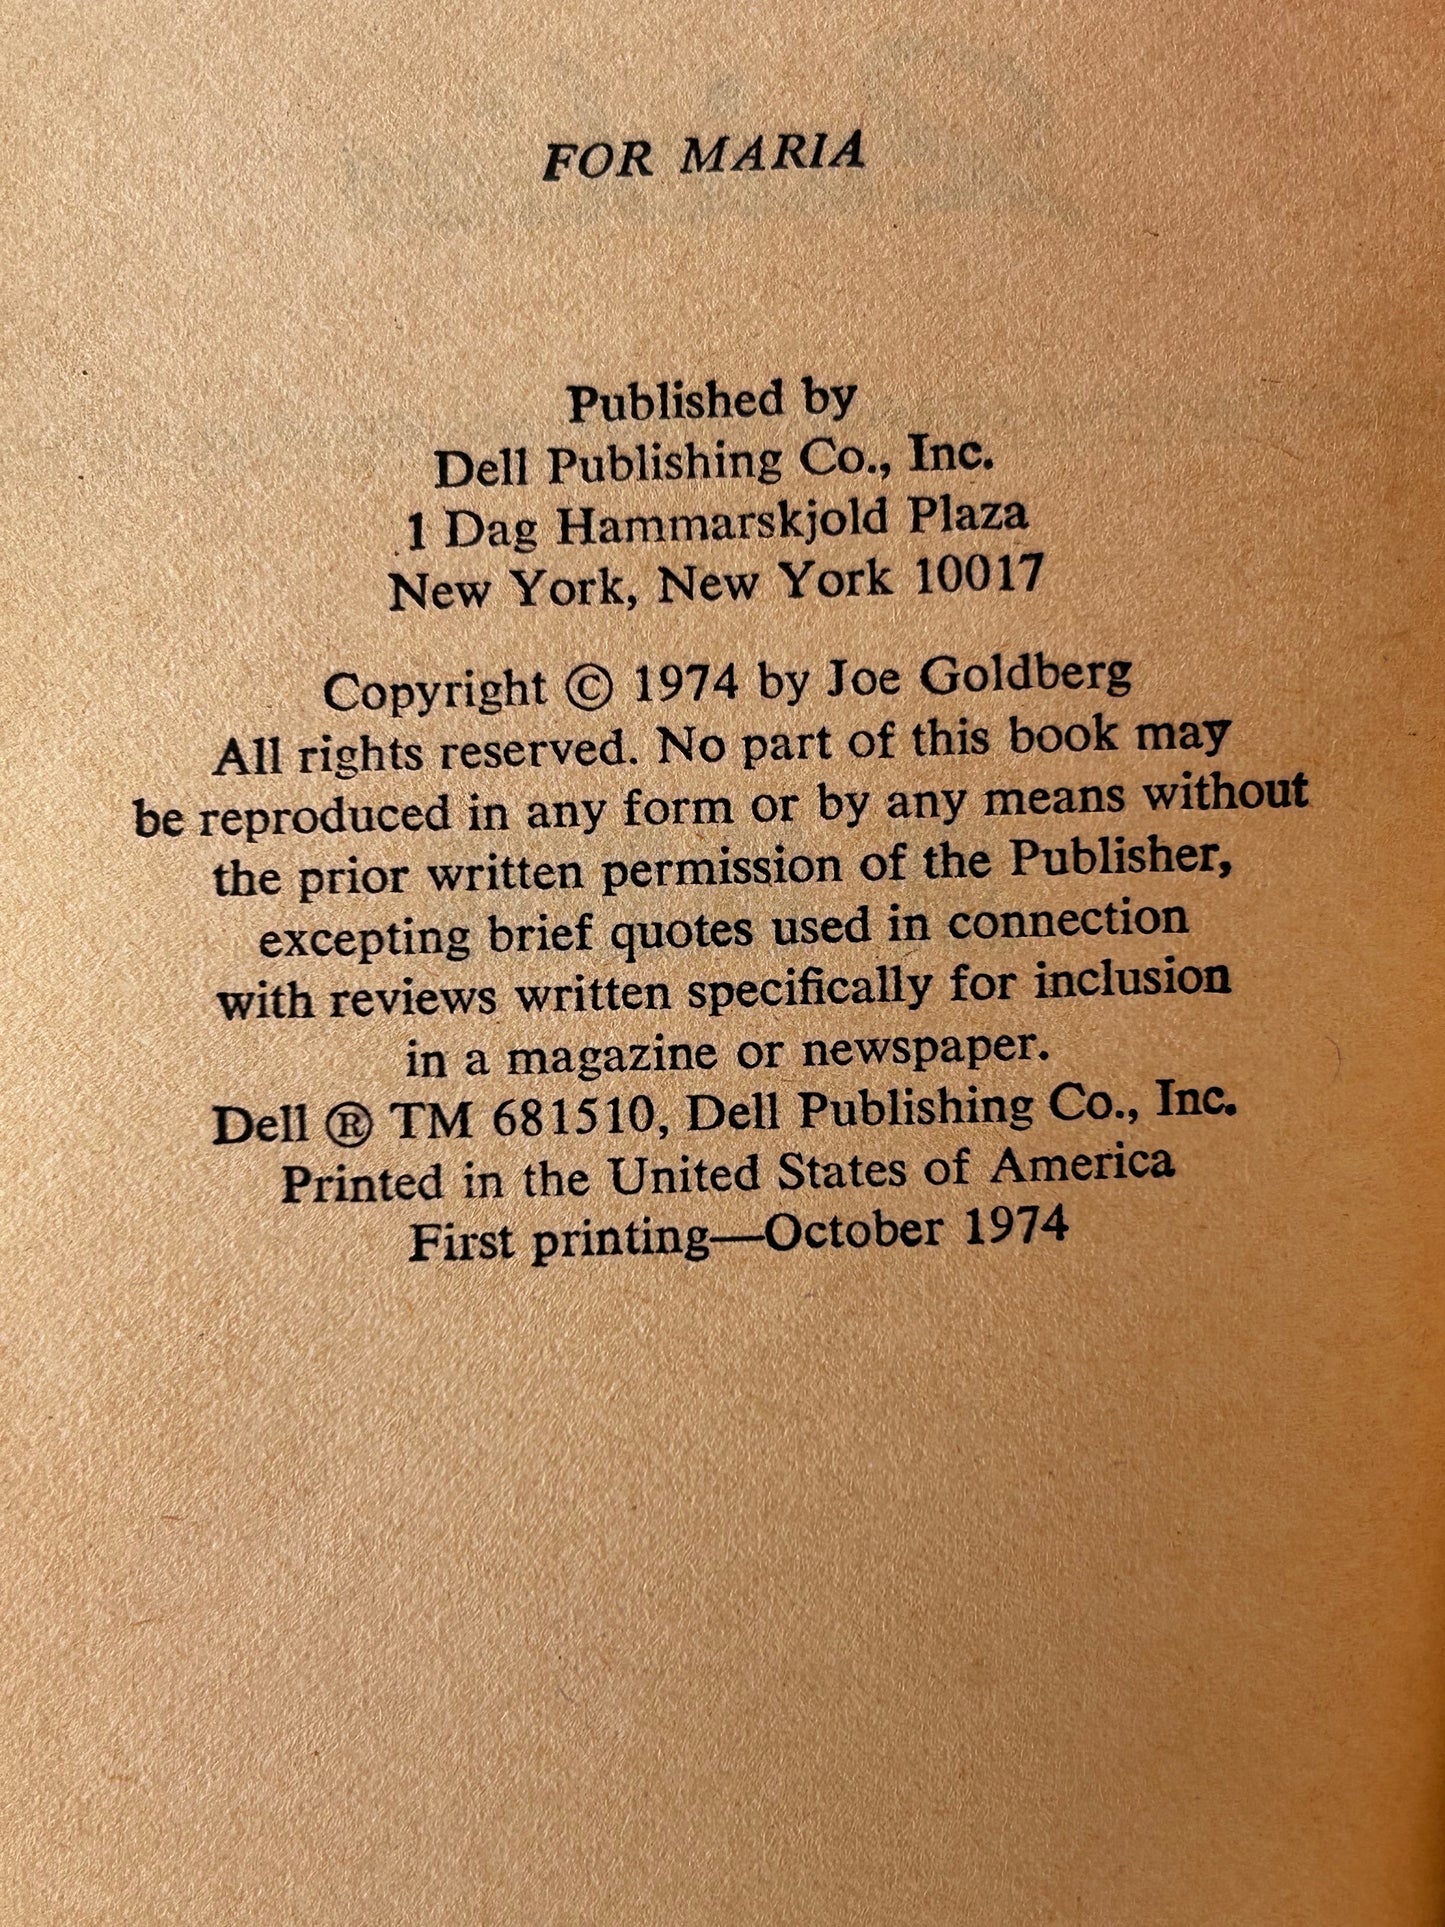 FOR MARIA
Published by
Dell Publishing Co., Inc.
1 Dag Hammarskjold Plaza
New York, New York 10017
Copyright © 1974 by Joe Goldberg
All rights reserved. No part of this book may
be reproduced in any form or by any means without
the prior written permission of the Publisher,
excepting brief quotes used in connection
with reviews written specifically for inclusion
in a magazine or newspaper.
Dell ® TM 681510, Dell Publishing Co., Inc.
Printed in the United States of America
First printing—October 1974